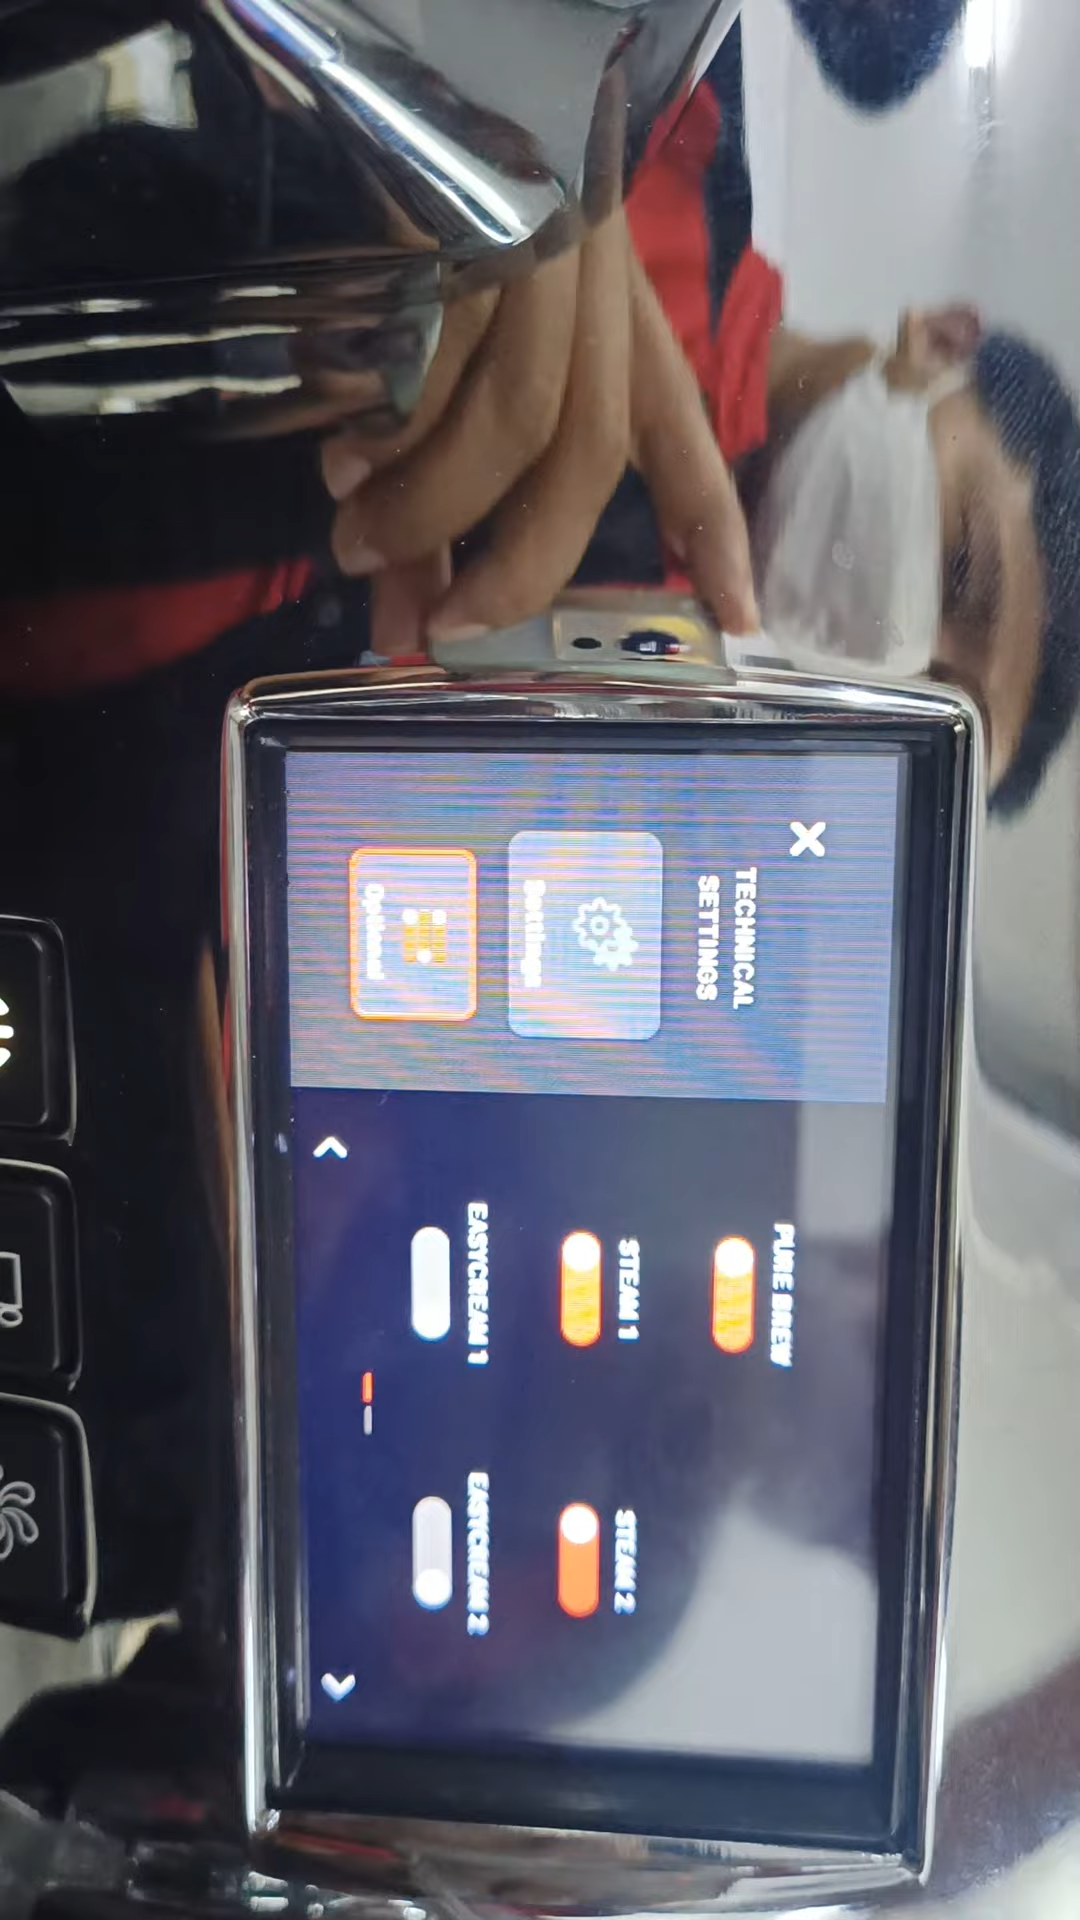 TECHNICAL
SETTINGS
Settings
Optional
PURE BREW
STEAM 1
STEAM 2
EASYCREAM 1
EASYCREAM 2